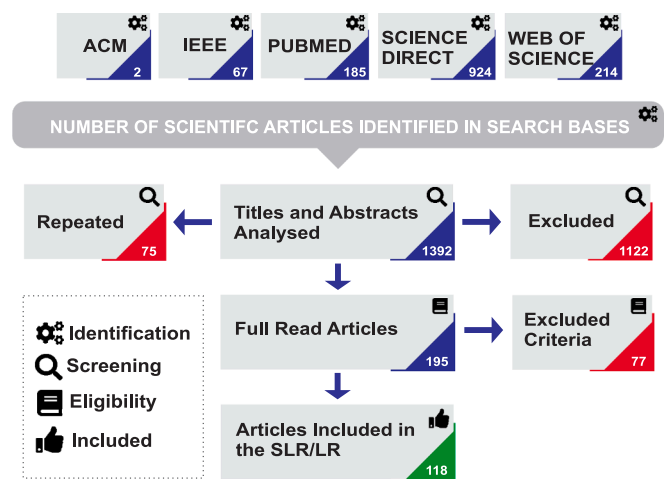 ACM
2
IEEE
67
PUBMED
185
SCIENCE
DIRECT
924
WEB OF
SCIENCE
214
NUMBER OF SCIENTIFC ARTICLES IDENTIFIED IN SEARCH BASES
Repeated
75
Titles and Abstracts
Analysed
1392
Excluded
1122
Full Read Articles
195
Excluded
Criteria
77
Identification
Screening
Eligibility
Included
Articles Included in
the SLR/LR
118